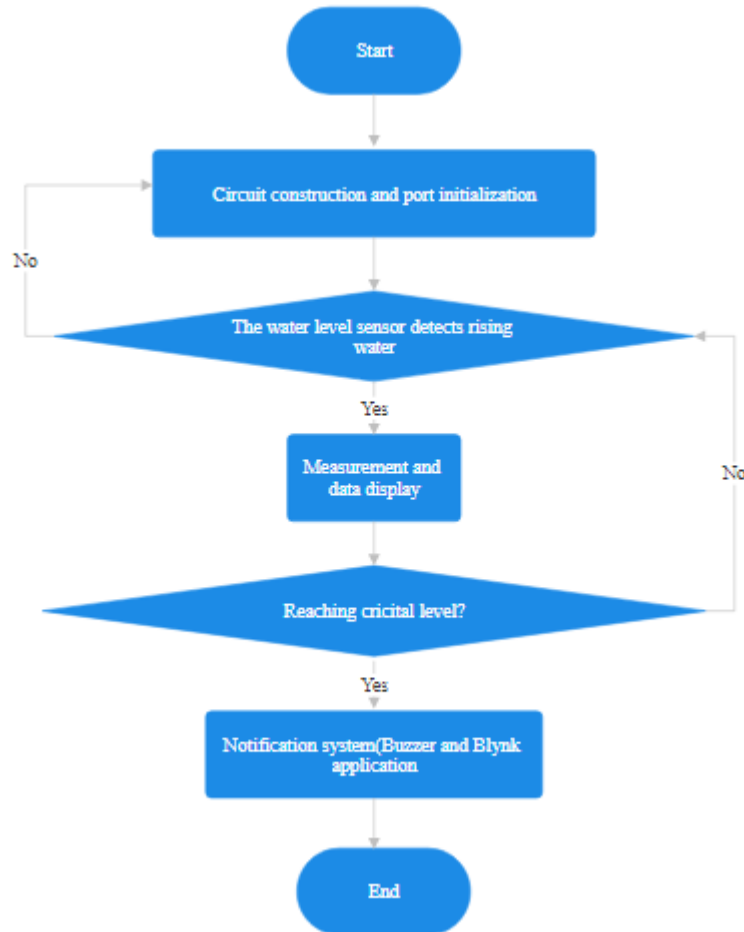 Start
Circuit construction and port initialization
No
The water level sensor detects rising
water
Yes
Measurement and
data display
No
Reaching cricital level?
Yes
Notification system(Buzzer and Blynk
application
End